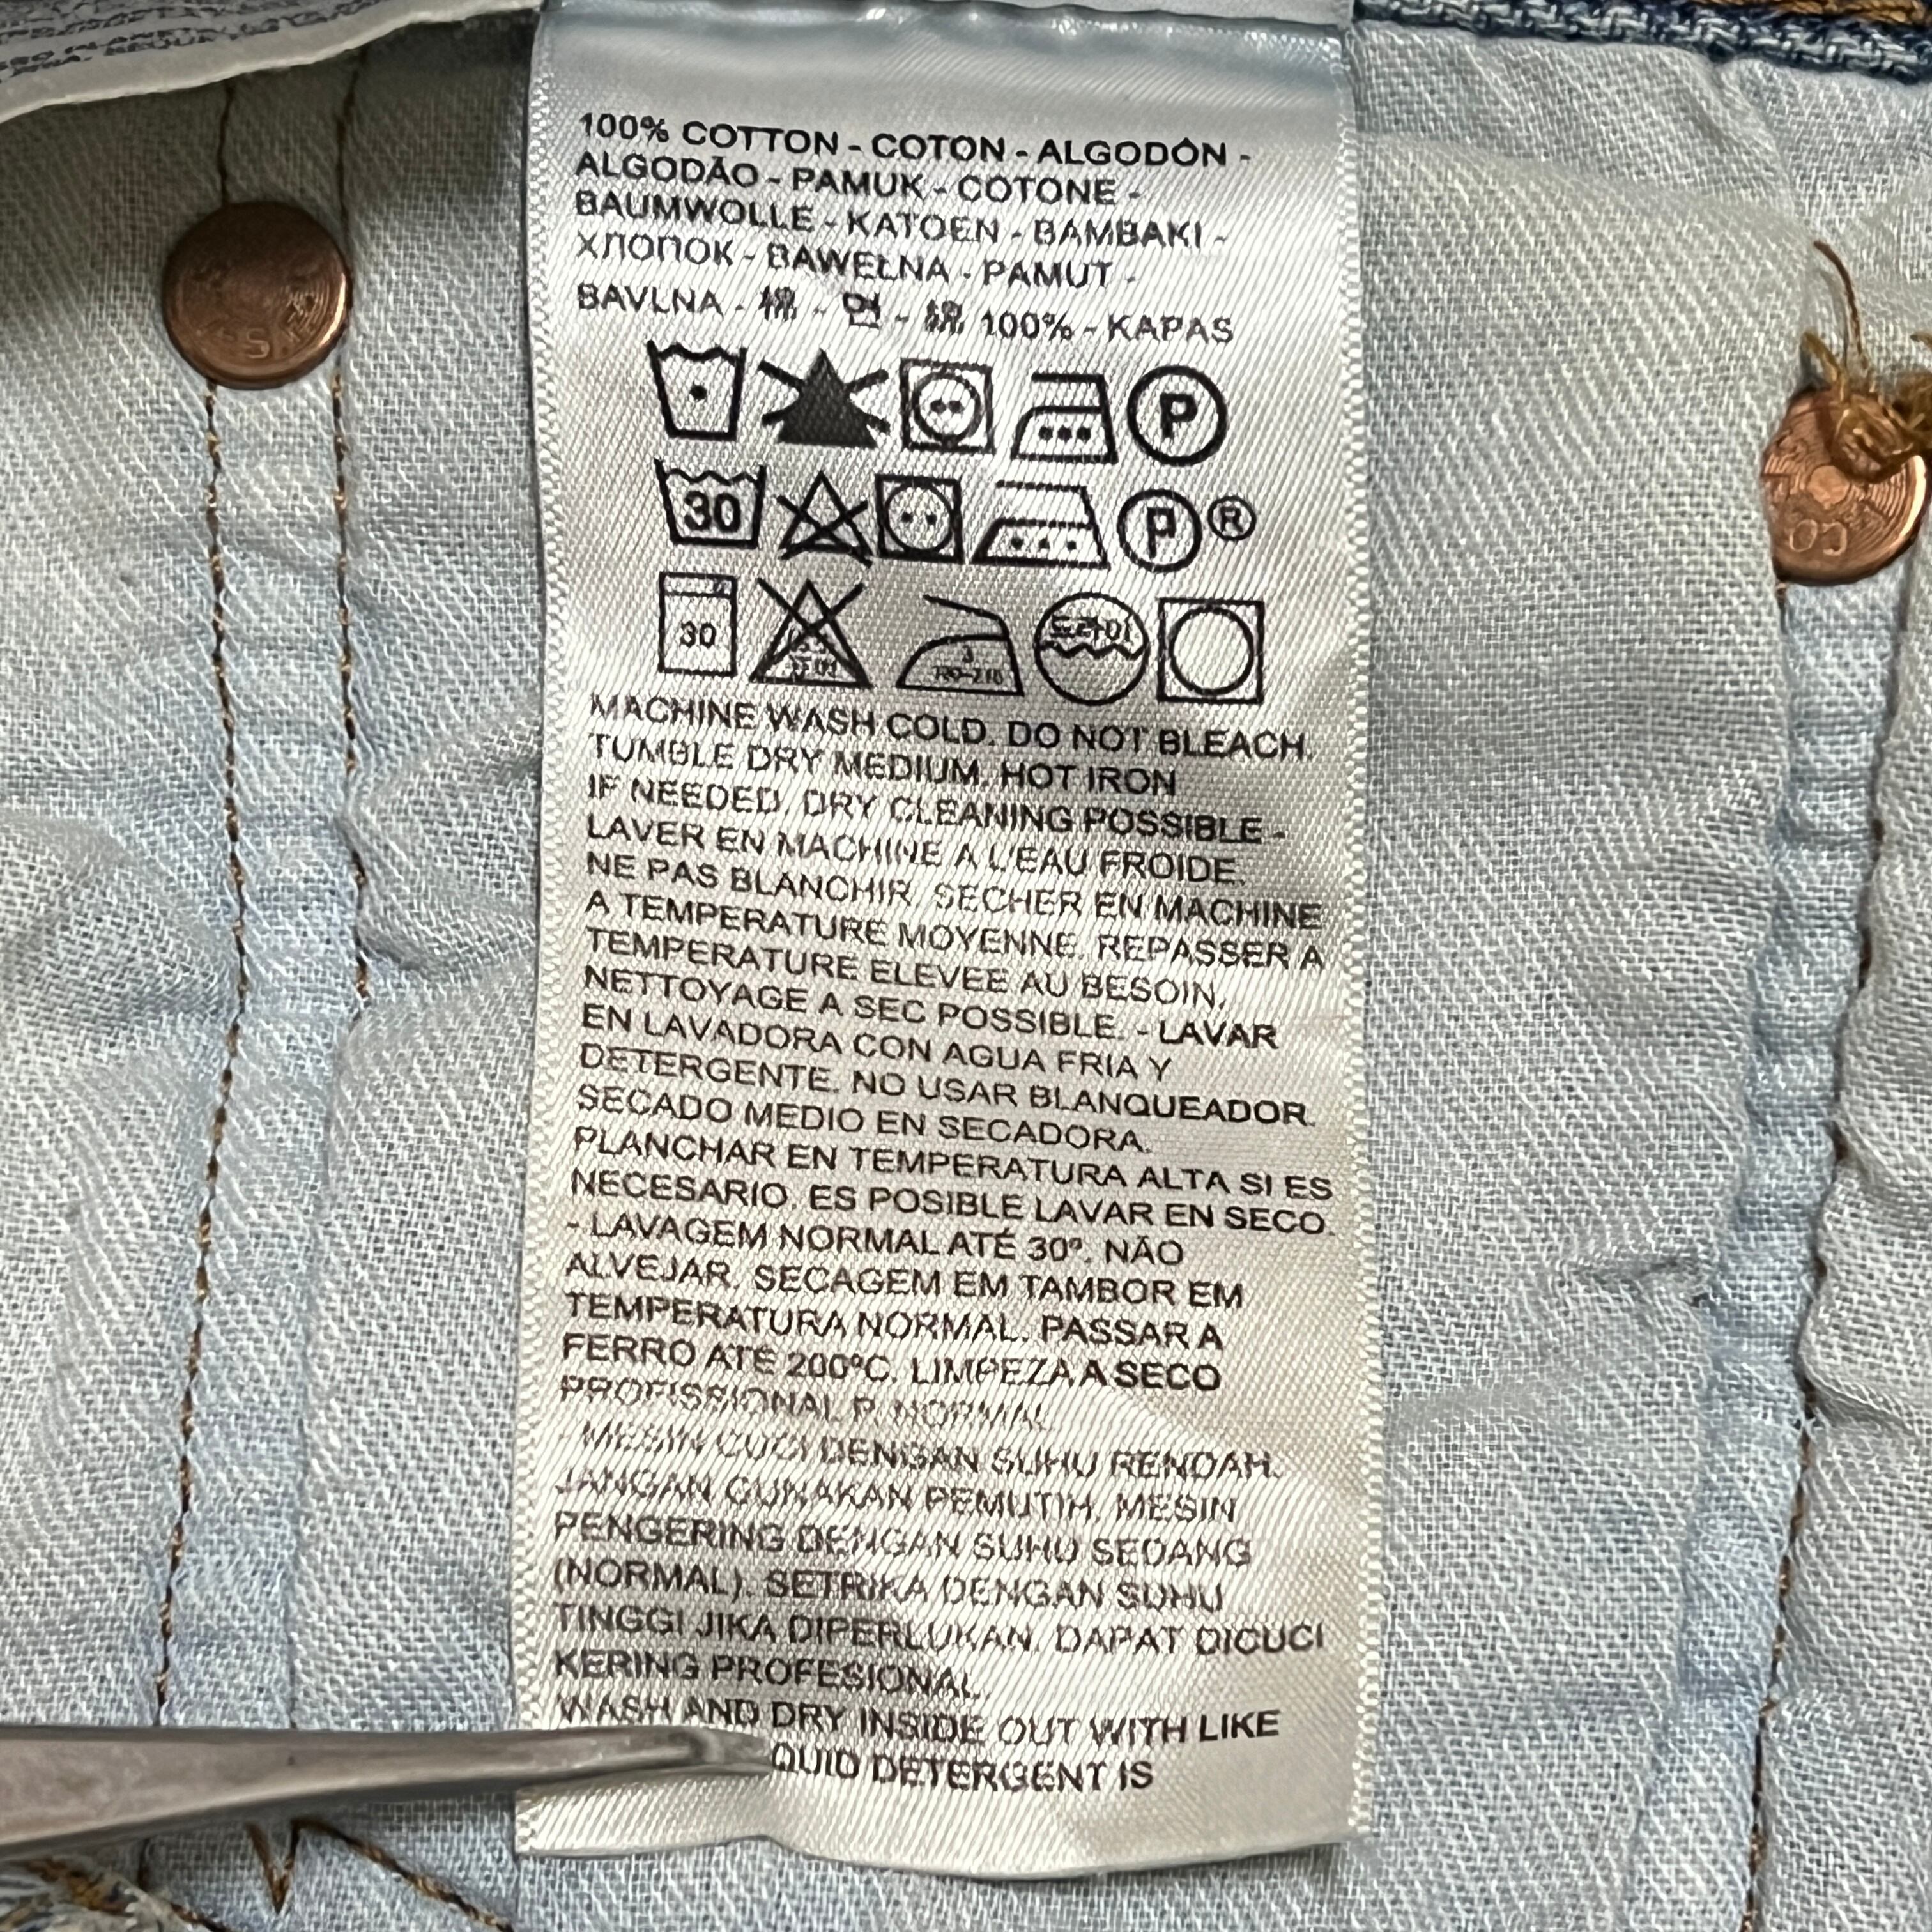 100% COTTON - COTON - ALGODÓN -
ALGODÃO - PAMUK - COTONE -
BAUMWOLLE - KATOEN - BAMBAKI -
ХЛОПОК - BAWEŁNA - PAMUT -
BAVLNA - 棉 - 면 - 綿 100% - KAPAS
P
30 P ®
30 드라이
MACHINE WASH COLD. DO NOT BLEACH.
TUMBLE DRY MEDIUM. HOT IRON
IF NEEDED. DRY CLEANING POSSIBLE -
LAVER EN MACHINE A L'EAU FROIDE.
NE PAS BLANCHIR. SECHER EN MACHINE
A TEMPERATURE MOYENNE. REPASSER A
TEMPERATURE ELEVEE AU BESOIN.
NETTOYAGE A SEC POSSIBLE. - LAVAR
EN LAVADORA CON AGUA FRIA Y
DETERGENTE. NO USAR BLANQUEADOR.
SECADO MEDIO EN SECADORA.
PLANCHAR EN TEMPERATURA ALTA SI ES
NECESARIO. ES POSIBLE LAVAR EN SECO.
- LAVAGEM NORMAL ATÉ 30º. NÃO
ALVEJAR. SECAGEM EM TAMBOR EM
TEMPERATURA NORMAL. PASSAR A
FERRO ATÉ 200ºC. LIMPEZA A SECO
PROFISSIONAL P. NORMAL.
- MESIN CUCI DENGAN SUHU RENDAH.
JANGAN GUNAKAN PEMUTIH. MESIN
PENGERING DENGAN SUHU SEDANG
(NORMAL). SETRIKA DENGAN SUHU
TINGGI JIKA DIPERLUKAN. DAPAT DICUCI
KERING PROFESIONAL.
WASH AND DRY INSIDE OUT WITH LIKE
QUID DETERGENT IS